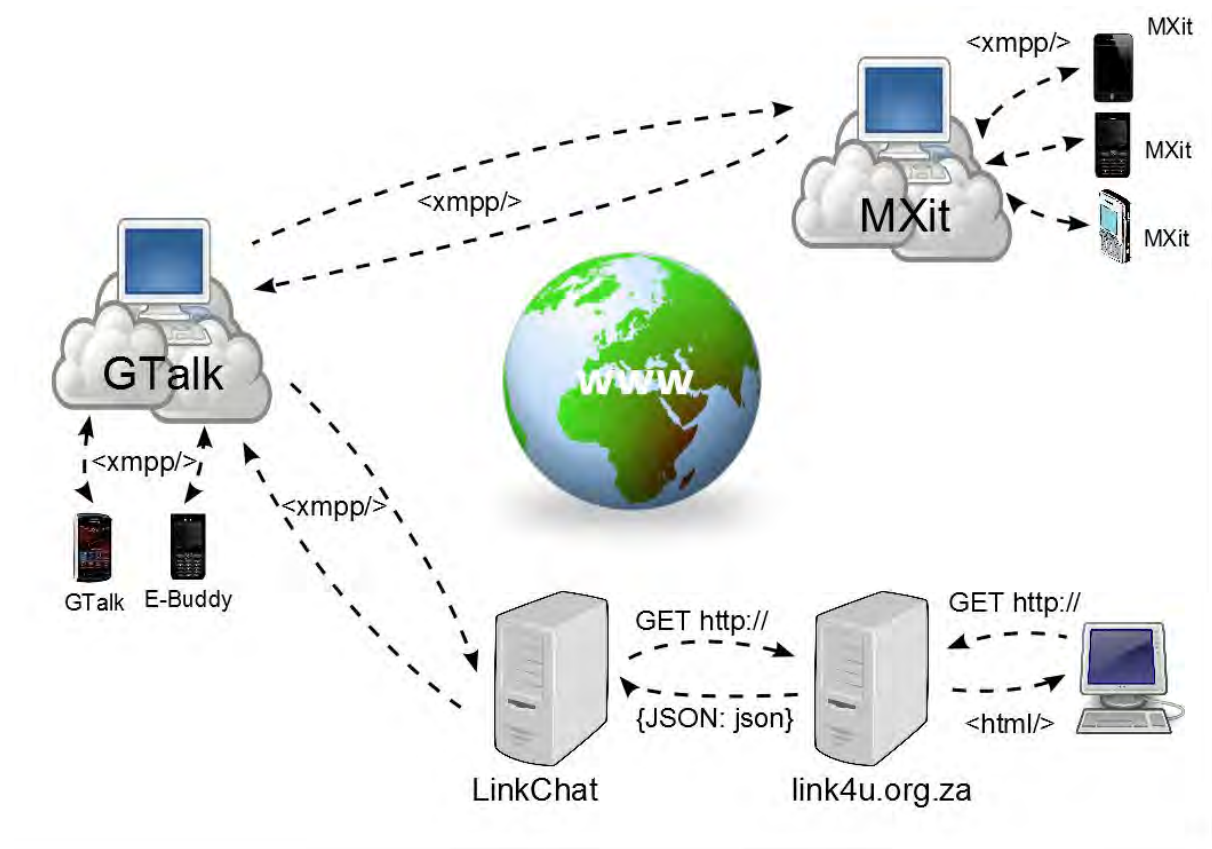 MXit
<xmpp/>
MXit
MXit
MXit
<xmpp/>
GTalk
www
<xmpp/>
<xmpp/>
GTalk
E-Buddy
GET http://
GET http://
{JSON: json}
<html/>
LinkChat
link4u.org.za